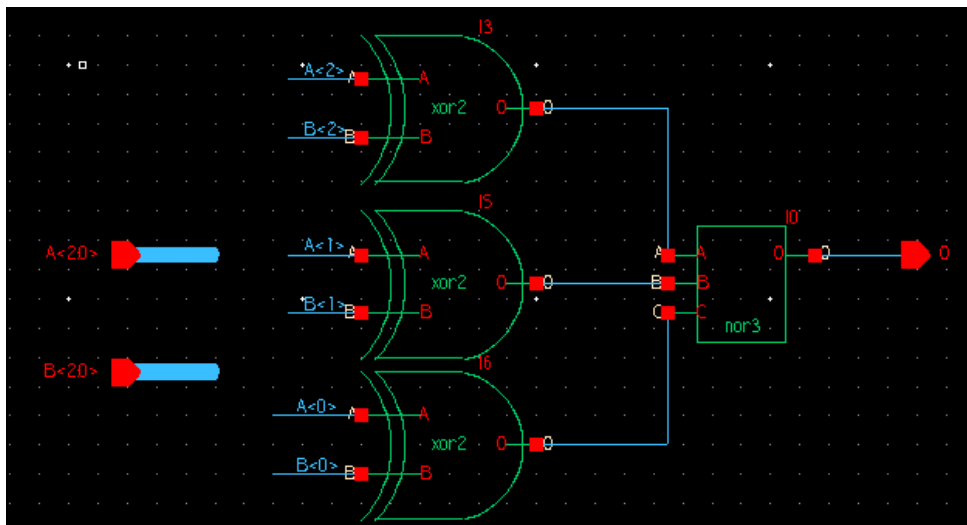 I3
A<2> A A
xor2 O O
B<2> B B
I5
A<1> A A
xor2 O O
B<1> B B
I6
A<0> A A
xor2 O O
B<0> B B
A<2:0>
B<2:0>
I0
A A O O O
B B
C C
nor3